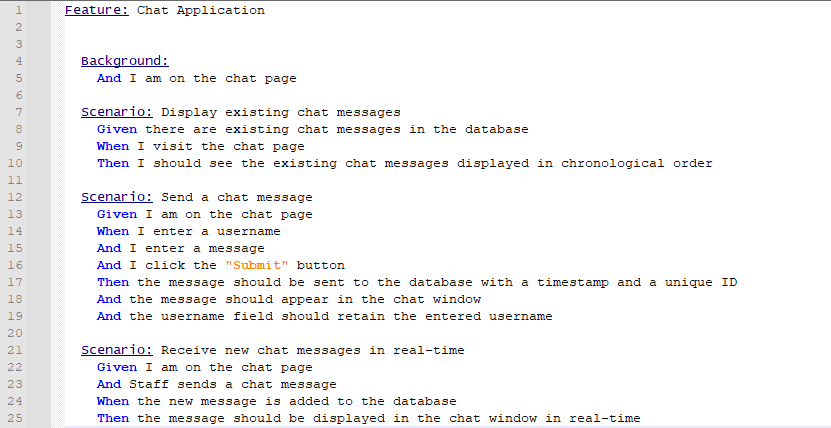 1 Feature: Chat Application
2
3
4 Background:
5 And I am on the chat page
6
7 Scenario: Display existing chat messages
8 Given there are existing chat messages in the database
9 When I visit the chat page
10 Then I should see the existing chat messages displayed in chronological order
11
12 Scenario: Send a chat message
13 Given I am on the chat page
14 When I enter a username
15 And I enter a message
16 And I click the "Submit" button
17 Then the message should be sent to the database with a timestamp and a unique ID
18 And the message should appear in the chat window
19 And the username field should retain the entered username
20
21 Scenario: Receive new chat messages in real-time
22 Given I am on the chat page
23 And Staff sends a chat message
24 When the new message is added to the database
25 Then the message should be displayed in the chat window in real-time